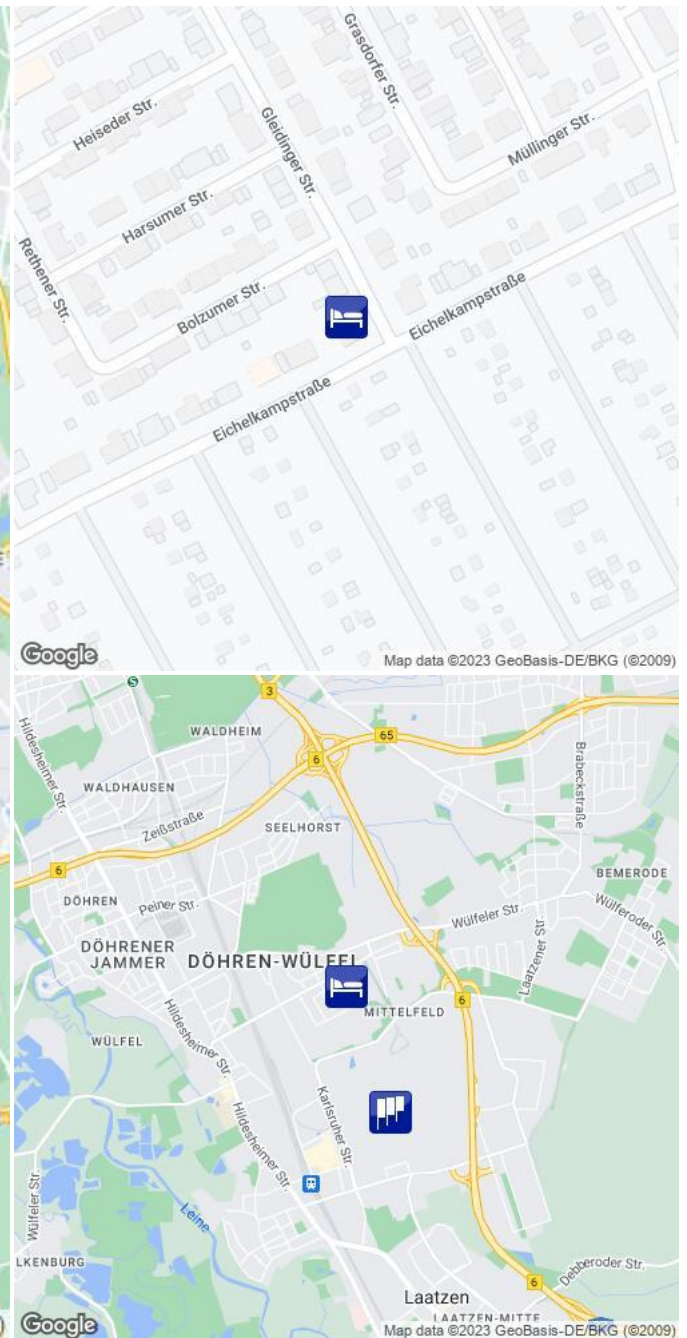 Grasdorfer Str.
Heiseder Str.
Gleidinger Str.
Müllinger Str.
Harsumer Str.
Rethener Str.
Bolzumer Str.
Eichelkampstraße
Eichelkampstraße
Google
Map data ©2023 GeoBasis-DE/BKG (©2009)
S
3
Hildesheimer Str.
WALDHEIM
65
6
Brabeckstraße
WALDHAUSEN
Zeißstraße
SEELHORST
6
BEMERODE
DÖHREN
Peiner Str.
Wülferoder Str.
Wülfeler Str.
Laatzener Str.
DÖHRENER
JAMMER
DÖHREN-WÜLFEL
6
MITTELFELD
Hildesheimer Str.
WÜLFEL
Karlsruher Str.
Hildesheimer Str.
Wülfeler Str.
Leine
LKENBURG
Debberoder Str.
6
Laatzen
LAATZEN-MITTE
Google
Map data ©2023 GeoBasis-DE/BKG (©2009)